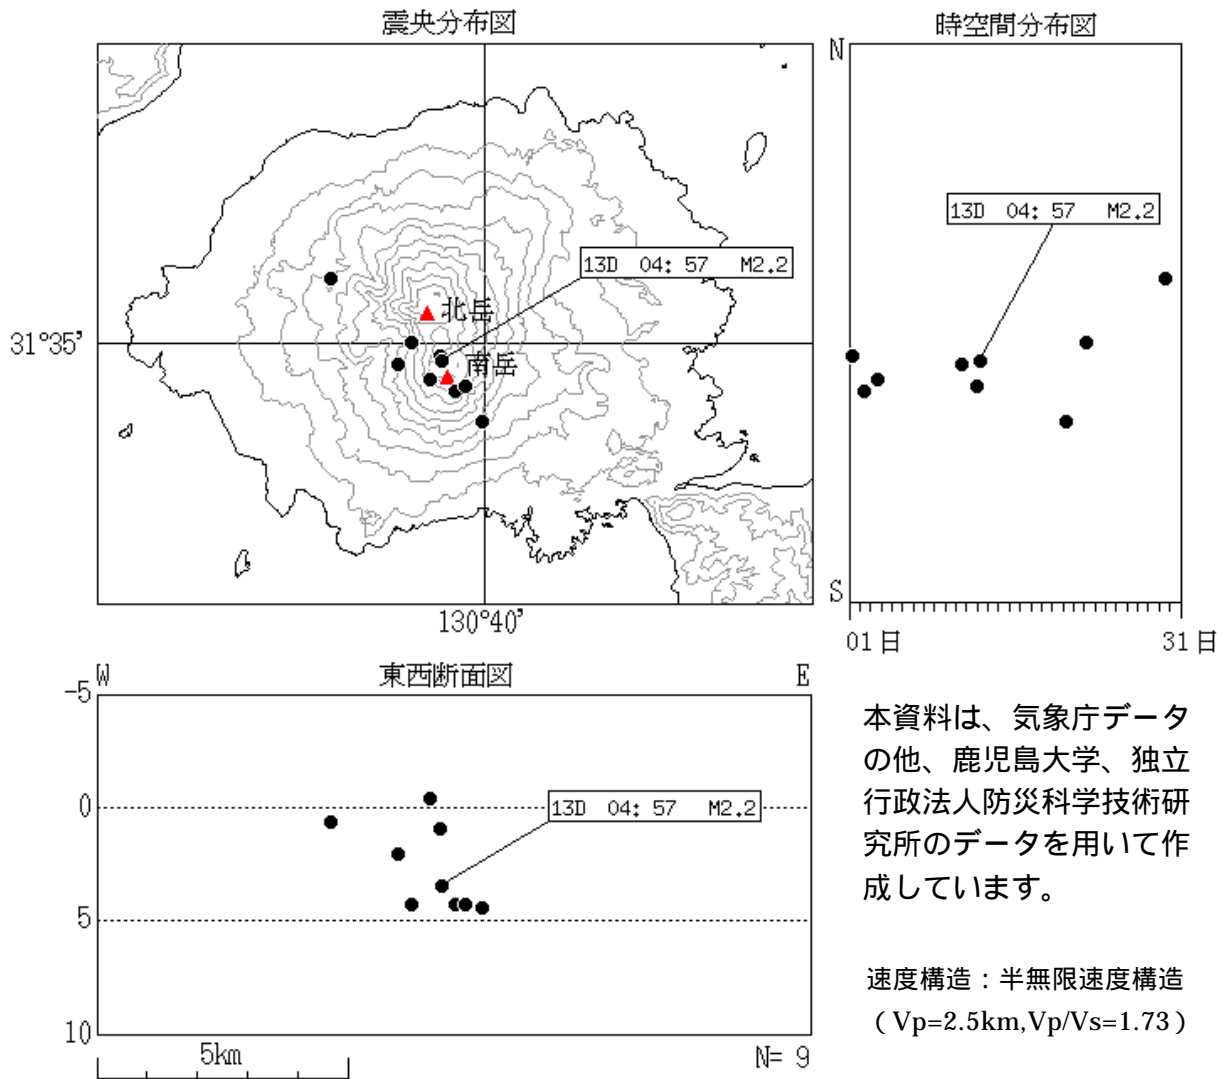 震央分布図
時空間分布図
N
13D 04: 57 M2.2
13D 04: 57 M2.2
北岳
31°35'
南岳
S
130°40'
01日
31日
W
東西断面図
E
-5
0
13D 04: 57 M2.2
5
10
5km
N= 9
本資料は、気象庁データ
の他、鹿児島大学、独立
行政法人防災科学技術研
究所のデータを用いて作
成しています。
速度構造：半無限速度構造
（Vp=2.5km,Vp/Vs=1.73）